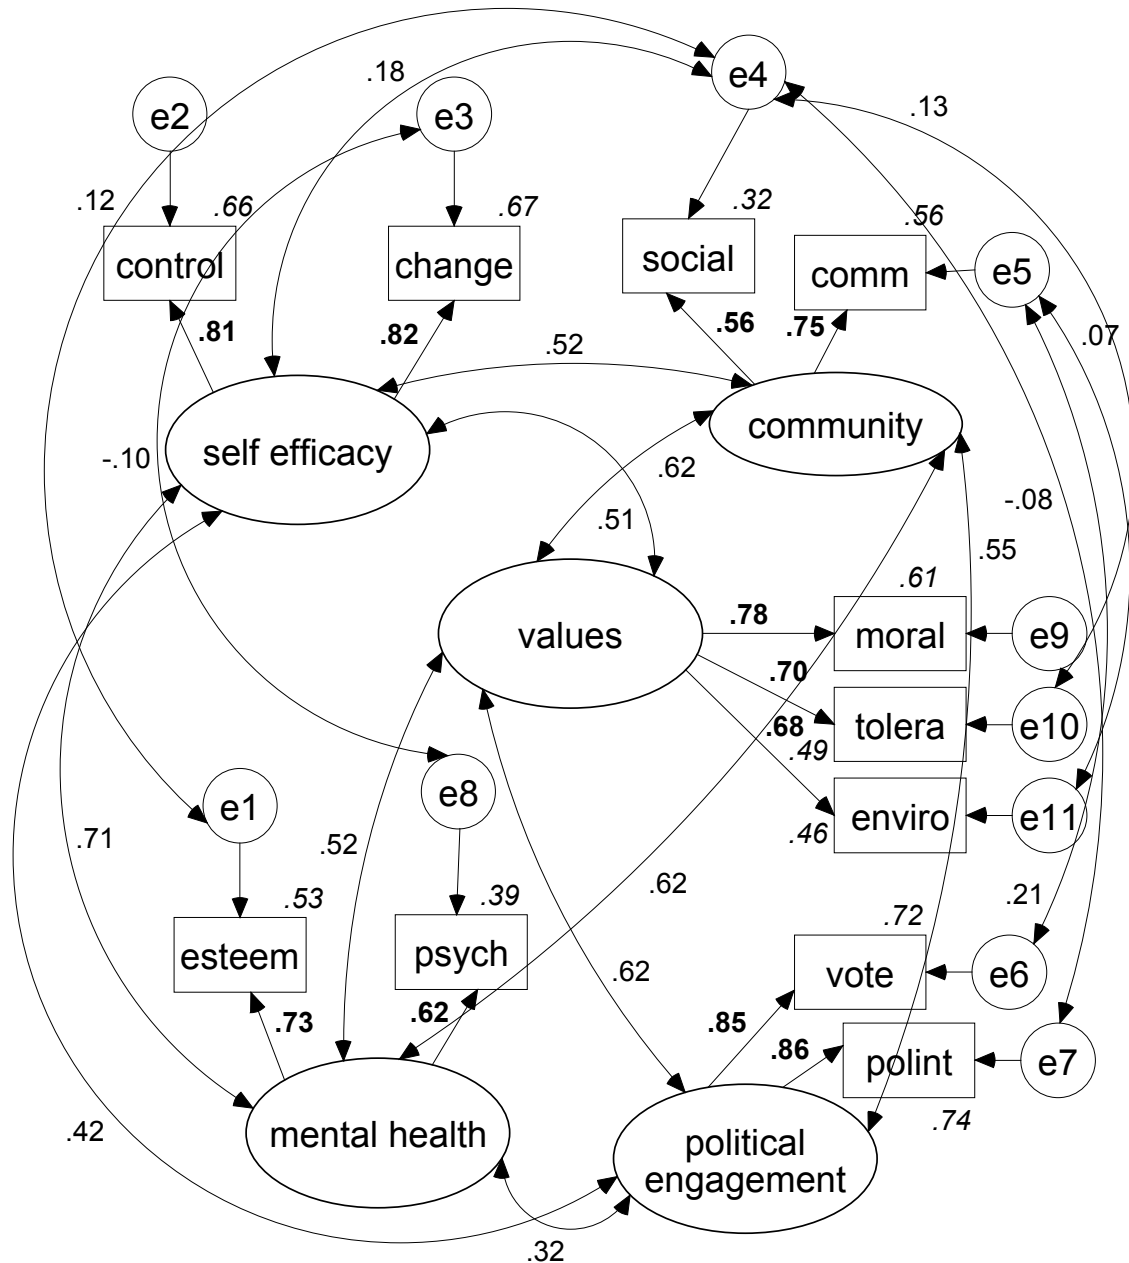 e4
.18
e2
e3
.13
.12
.66
.67
.32
.56
control
change
social
comm
e5
.81
.82
.56
.75
.07
.52
self efficacy
community
-.10
.62
.51
-.08
.55
.61
values
.78
moral
e9
.70
.68
tolera
e10
.49
e1
e8
enviro
e11
.46
.71
.52
.62
.53
.39
.72
.21
esteem
psych
vote
e6
.62
.73
.62
.85
.86
polint
e7
.74
.42
mental health
political
engagement
.32